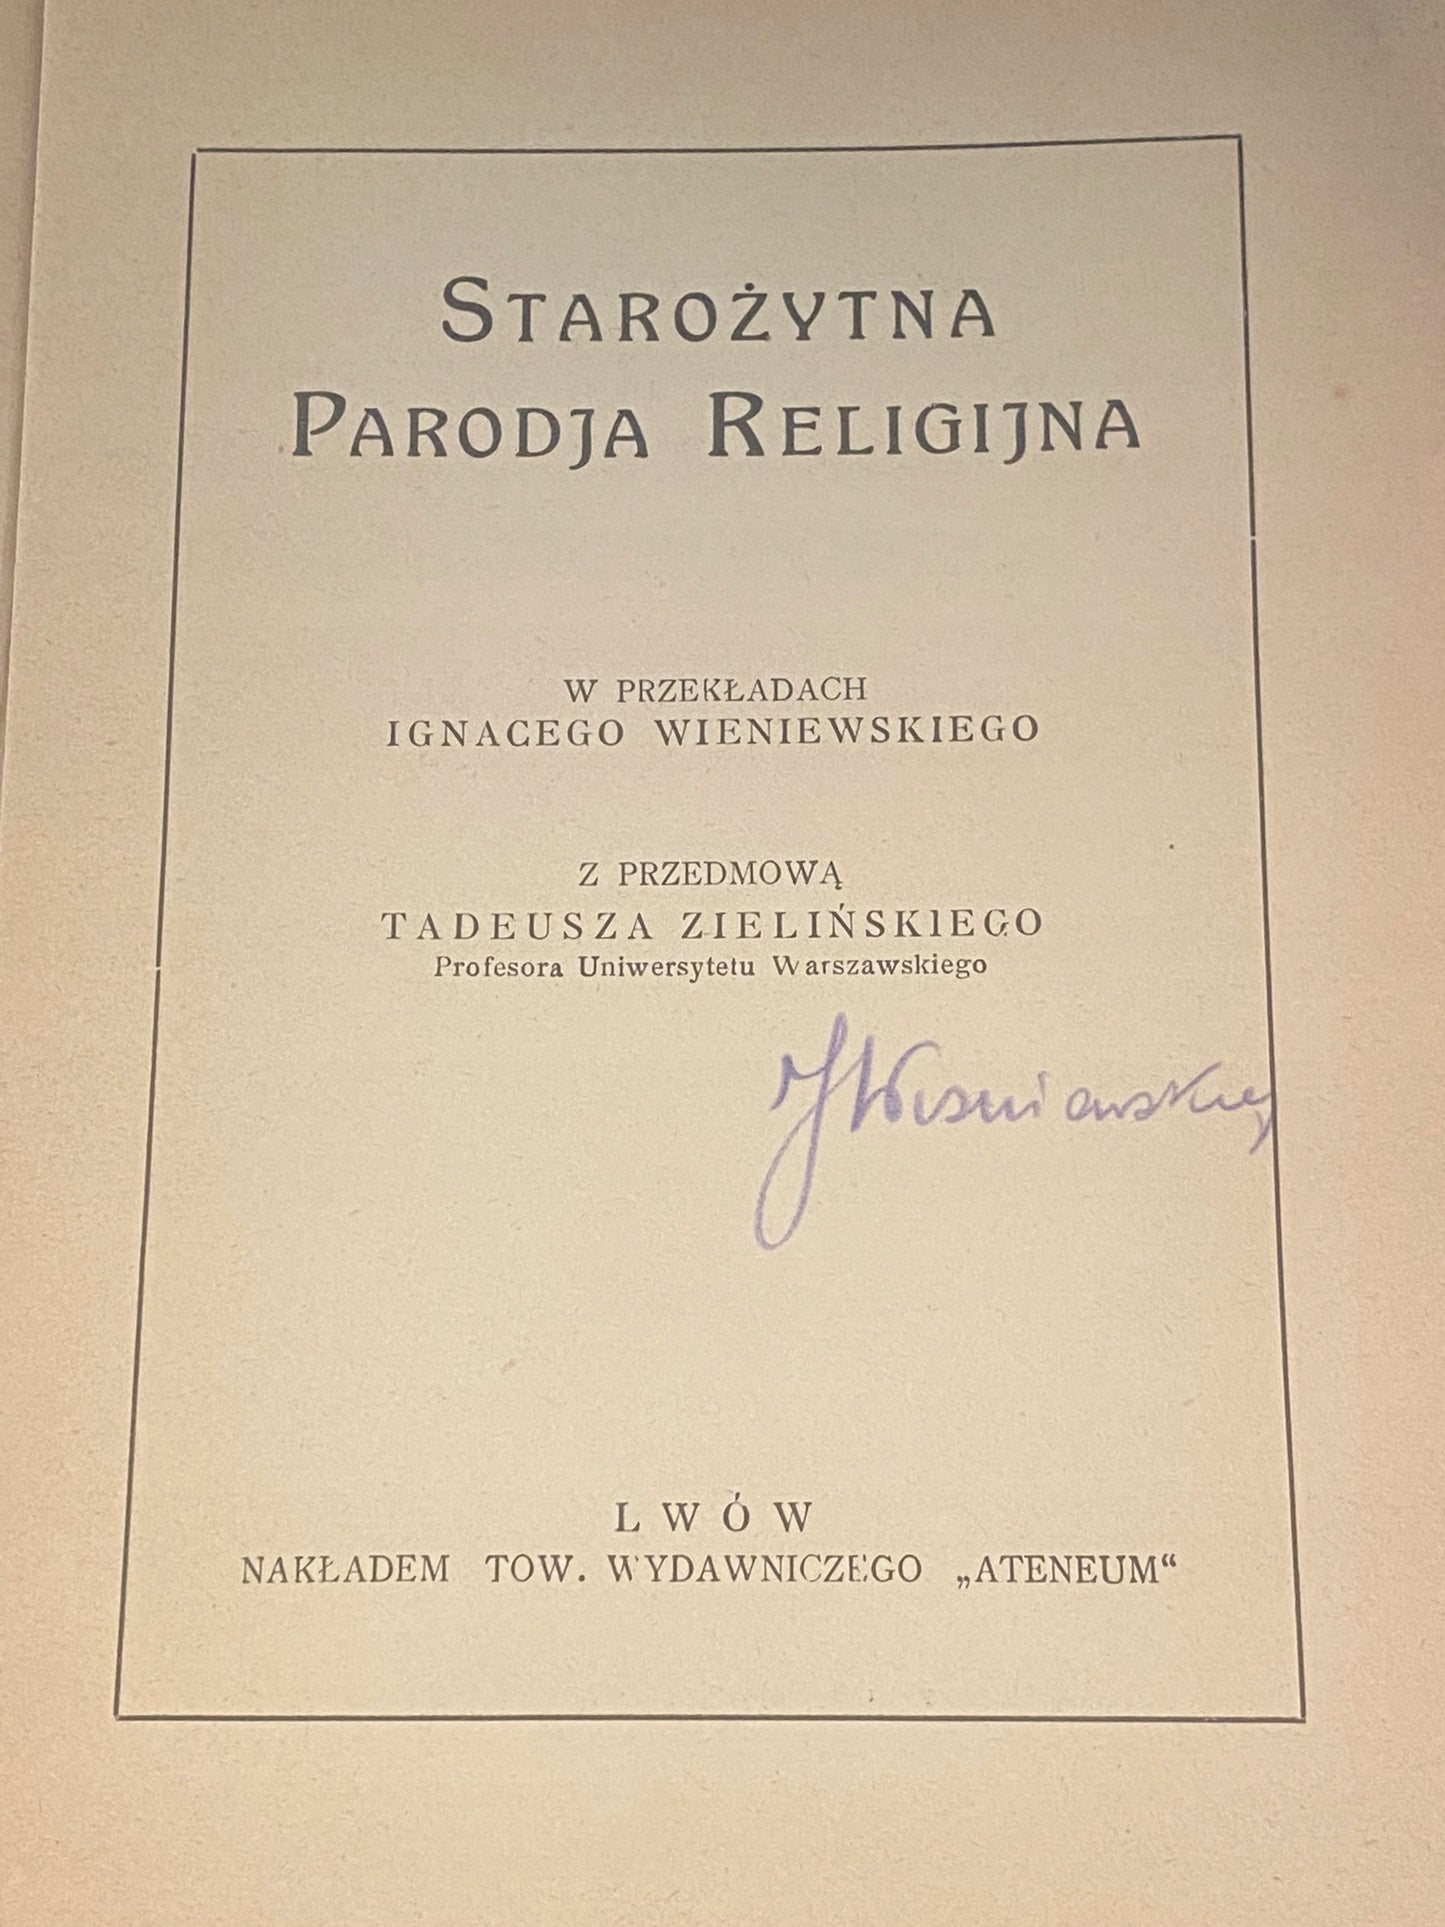 STAROŻYTNA
PARODJA RELIGIJNA
W PRZEKŁADACH
IGNACEGO WIENIEWSKIEGO
Z PRZEDMOWĄ
TADEUSZA ZIELIŃSKIEGO
Profesora Uniwersytetu Warszawskiego
LWÓW
NAKŁADEM TOW. WYDAWNICZEGO „ATENEUM“